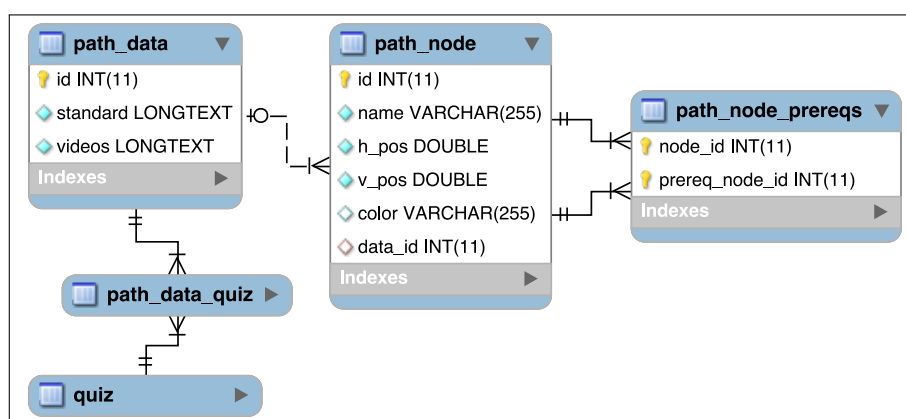 path_data
id INT(11)
standard LONGTEXT
videos LONGTEXT
Indexes
path_node
id INT(11)
name VARCHAR(255)
h_pos DOUBLE
v_pos DOUBLE
color VARCHAR(255)
data_id INT(11)
Indexes
path_node_prereqs
node_id INT(11)
prereq_node_id INT(11)
Indexes
path_data_quiz
quiz